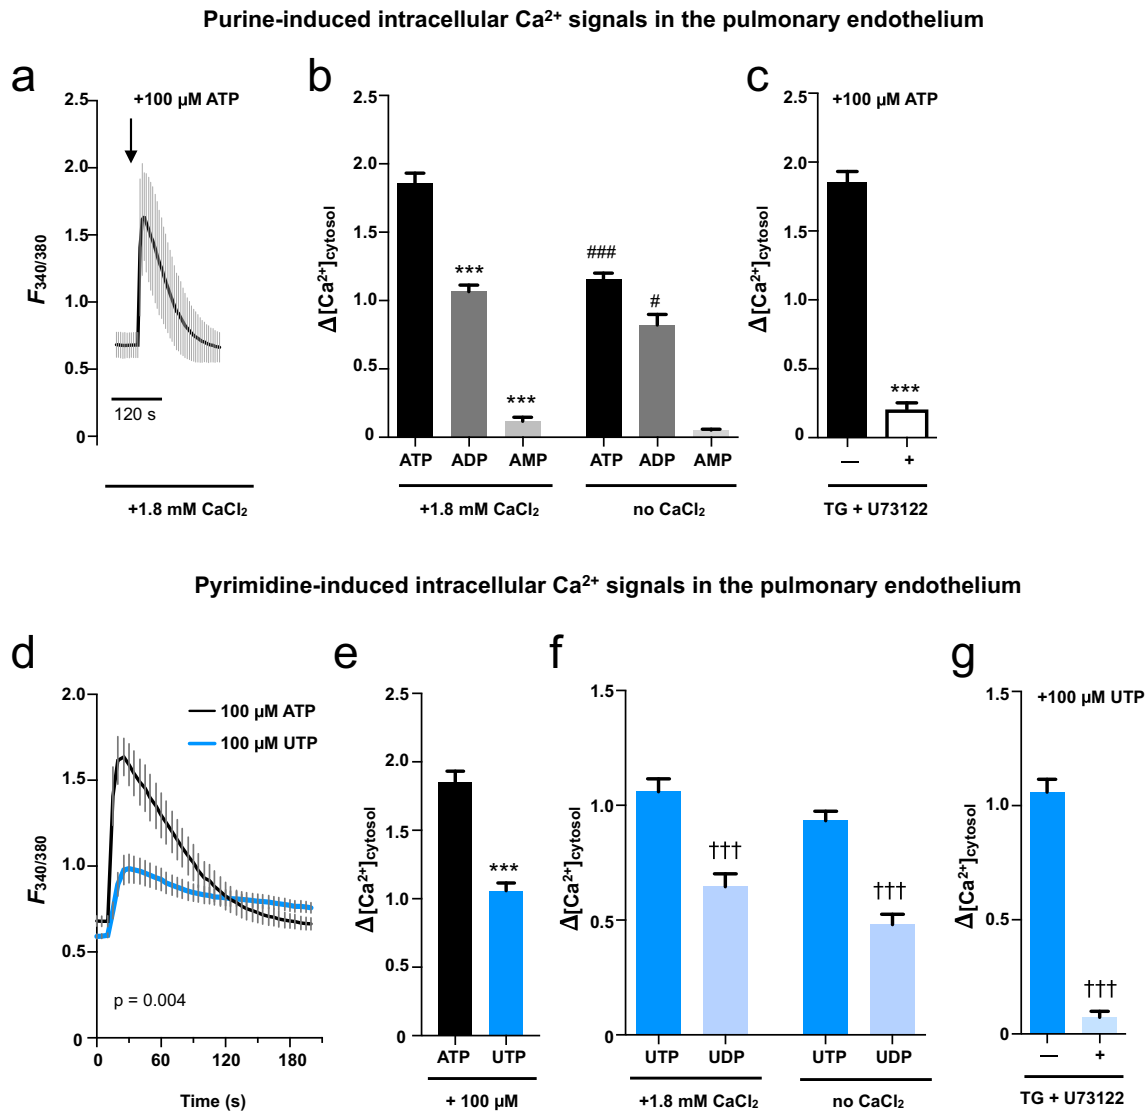 Purine-induced intracellular Ca²⁺ signals in the pulmonary endothelium
a
+100 µM ATP
2.5
2.0
1.5
1.0
0.5
0
F340/380
120 s
+1.8 mM CaCl₂
b
2.5
2.0
1.5
1.0
0.5
0
Δ[Ca²⁺]cytosol
***
***
###
#
ATP ADP AMP ATP ADP AMP
+1.8 mM CaCl₂ no CaCl₂
c
+100 µM ATP
2.5
2.0
1.5
1.0
0.5
0
Δ[Ca²⁺]cytosol
***
— +
TG + U73122
Pyrimidine-induced intracellular Ca²⁺ signals in the pulmonary endothelium
d
2.0
1.5
1.0
0.5
0
F340/380
100 µM ATP
100 µM UTP
p = 0.004
0 60 120 180
Time (s)
e
2.5
2.0
1.5
1.0
0.5
0
Δ[Ca²⁺]cytosol
***
ATP UTP
+ 100 µM
f
1.5
1.0
0.5
0
Δ[Ca²⁺]cytosol
†††
†††
UTP UDP UTP UDP
+1.8 mM CaCl₂ no CaCl₂
g
+100 µM UTP
1.5
1.0
0.5
0
Δ[Ca²⁺]cytosol
†††
— +
TG + U73122